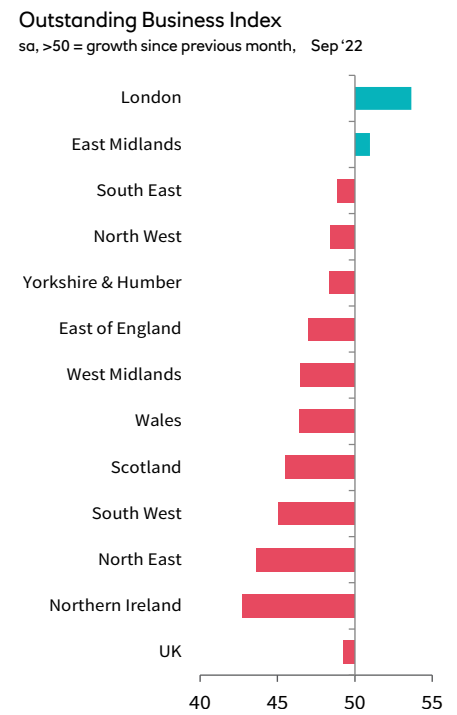 Outstanding Business Index
sa, >50 = growth since previous month, Sep ‘22
London
East Midlands
South East
North West
Yorkshire & Humber
East of England
West Midlands
Wales
Scotland
South West
North East
Northern Ireland
UK
40 45 50 55